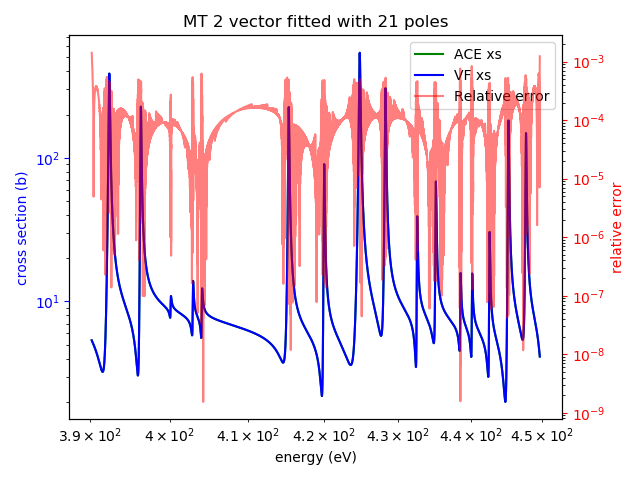 MT 2 vector fitted with 21 poles
ACE xs
VF xs
Relative error
cross section (b)
10²
10¹
relative error
10⁻³
10⁻⁴
10⁻⁵
10⁻⁶
10⁻⁷
10⁻⁸
10⁻⁹
3.9 × 10² 4 × 10² 4.1 × 10² 4.2 × 10² 4.3 × 10² 4.4 × 10² 4.5 × 10²
energy (eV)